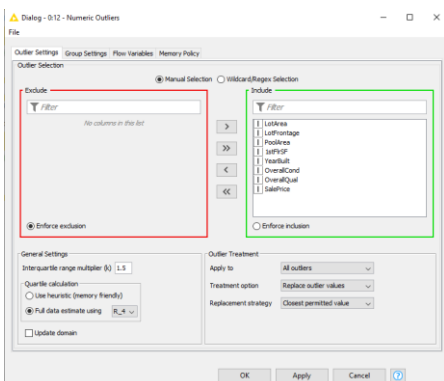 Dialog - 0:12 - Numeric Outliers
File
Outlier Settings Group Settings Flow Variables Memory Policy
Outlier Selection
Manual Selection Wildcard/Regex Selection
Exclude
Filter
No columns in the list
Enforce exclusion
>
>>
<
<<
Include
Filter
I LotArea
I LotFrontage
I PoolArea
I 1stFlrSF
I YearBuilt
I OverallCond
I OverallQual
I SalePrice
Enforce inclusion
General Settings
Interquartile range multiplier (k) 1.5
Quartile calculation
Use heuristic (memory friendly)
Full data estimate using R_4
Update domain
Outlier Treatment
Apply to All outliers
Treatment option Replace outlier values
Replacement strategy Closest permitted value
OK Apply Cancel ?